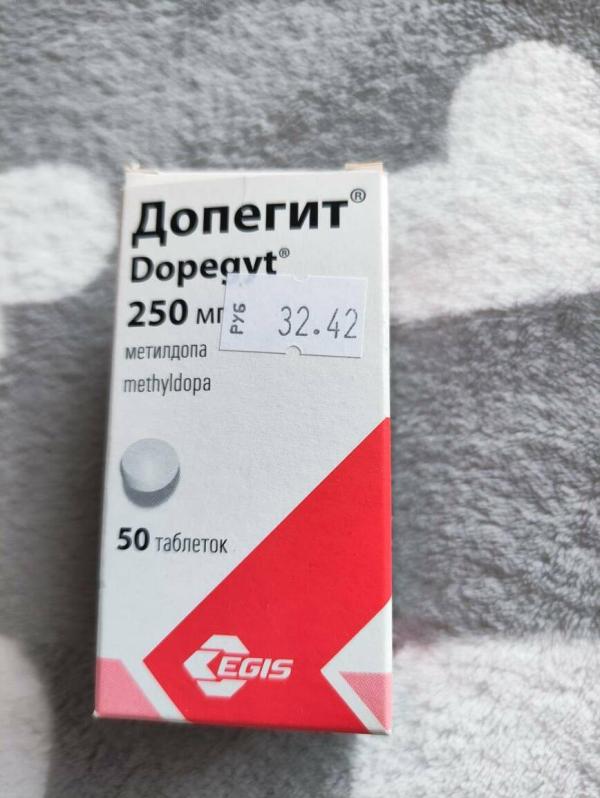 Допегит®
Dopegyt®
250 мг
РУБ 32.42
метилдопа
methyldopa
50 таблеток
EGIS